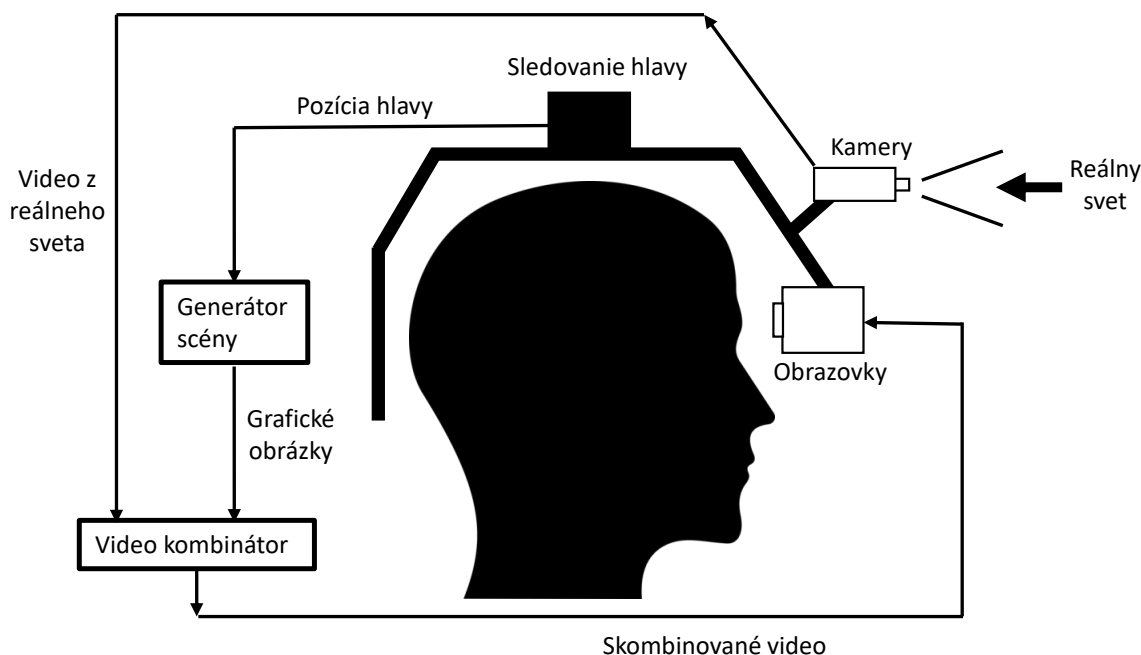 Sledovanie hlavy
Pozícia hlavy
Kamery
Reálny
svet
Video z
reálneho
sveta
Generátor
scény
Obrazovky
Grafické
obrázky
Video kombinátor
Skombinované video